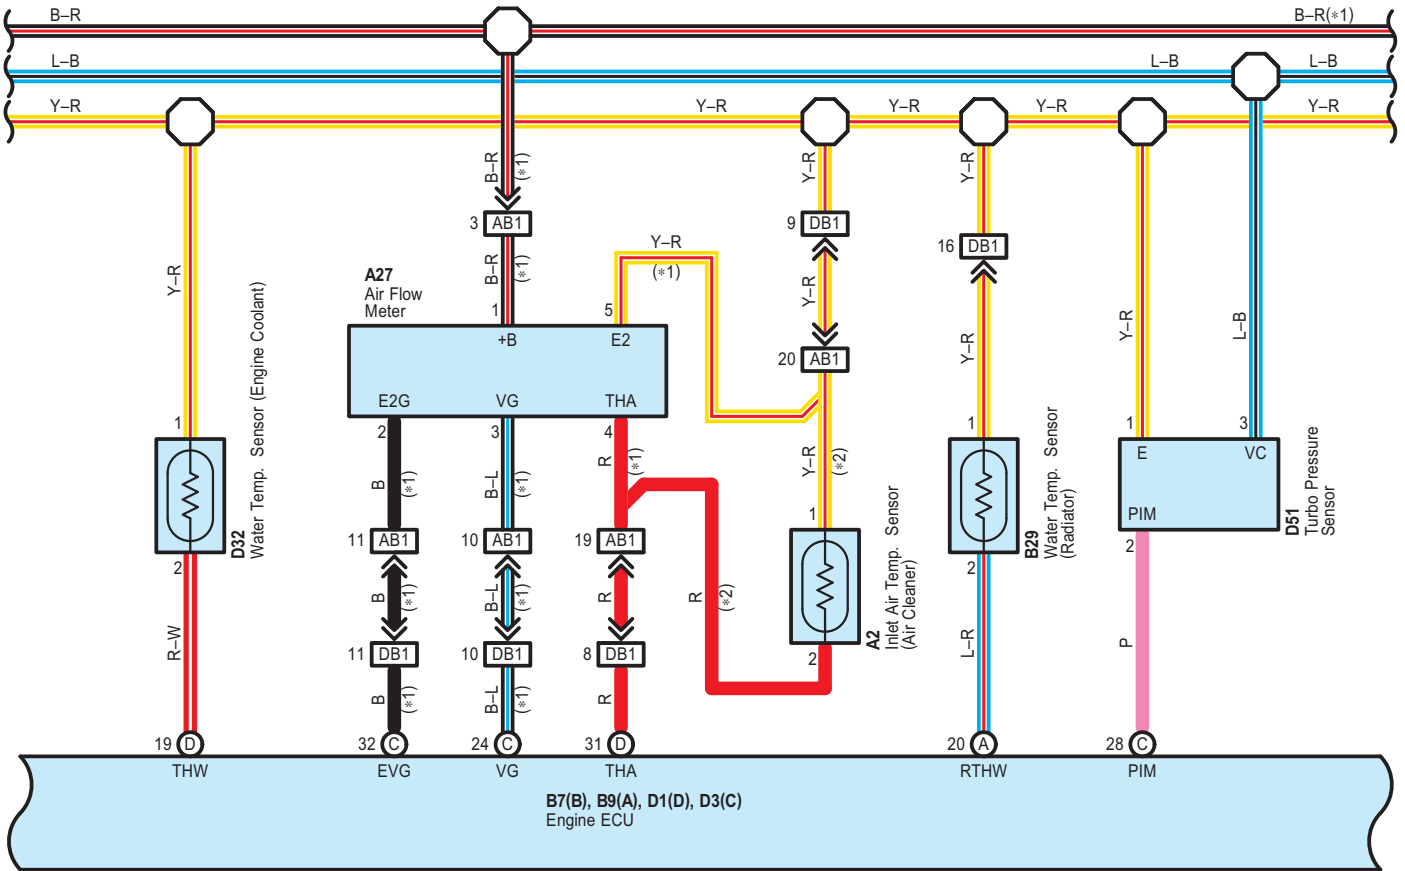 B–R
B–R(∗1)
L–B
L–B
L–B
Y–R
Y–R
Y–R
Y–R
Y–R
B–R
(∗1)
Y–R
Y–R
3 AB1
9 DB1
16 DB1
Y–R
B–R
(∗1)
Y–R
(∗1)
Y–R
Y–R
Y–R
L–B
A27
Air Flow
Meter
1
5
+B
E2
20 AB1
E2G
VG
THA
1
2
3
4
1
1
3
D32
Water Temp. Sensor (Engine Coolant)
B
(∗1)
B–L
(∗1)
R
(∗1)
Y–R
(∗2)
E
VC
PIM
1
B29
Water Temp. Sensor
(Radiator)
D51
Turbo Pressure
Sensor
11 AB1
10 AB1
19 AB1
2
2
2
B
(∗1)
B–L
(∗1)
R
R
(∗2)
A2
Inlet Air Temp. Sensor
(Air Cleaner)
R–W
L–R
P
11 DB1
10 DB1
8 DB1
2
B
(∗1)
B–L
(∗1)
R
19 D
32 C
24 C
31 D
20 A
28 C
THW
EVG
VG
THA
RTHW
PIM
B7(B), B9(A), D1(D), D3(C)
Engine ECU